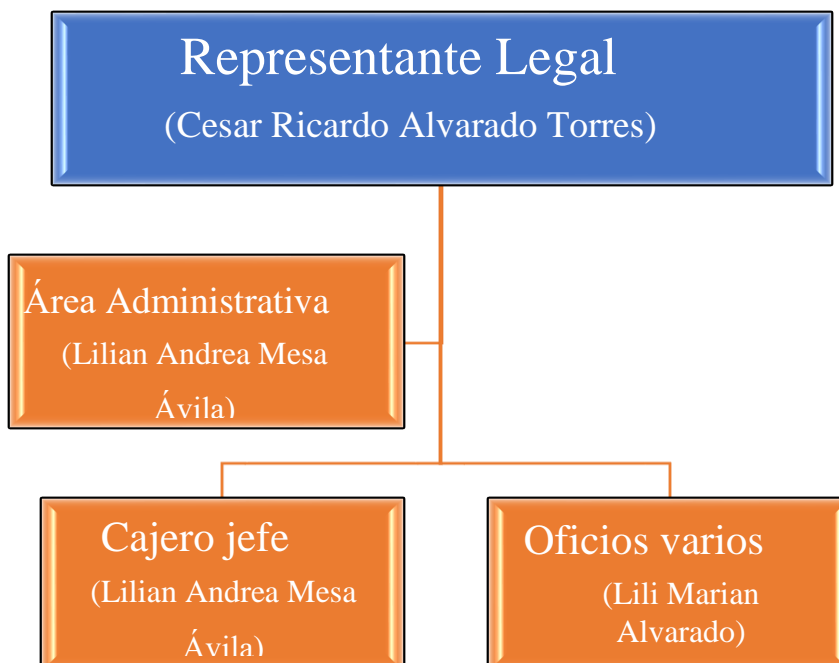 Representante Legal
(Cesar Ricardo Alvarado Torres)
Área Administrativa
(Lilian Andrea Mesa
Ávila)
Cajero jefe
(Lilian Andrea Mesa
Ávila)
Oficios varios
(Lili Marian
Alvarado)